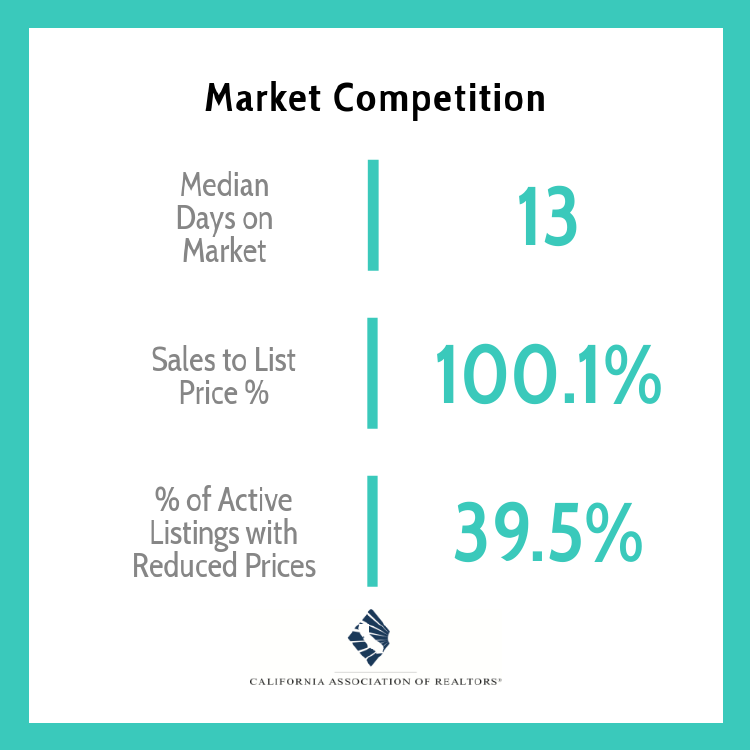 Market Competition
Median
Days on
Market
13
Sales to List
Price %
100.1%
% of Active
Listings with
Reduced Prices
39.5%
CALIFORNIA ASSOCIATION OF REALTORS®